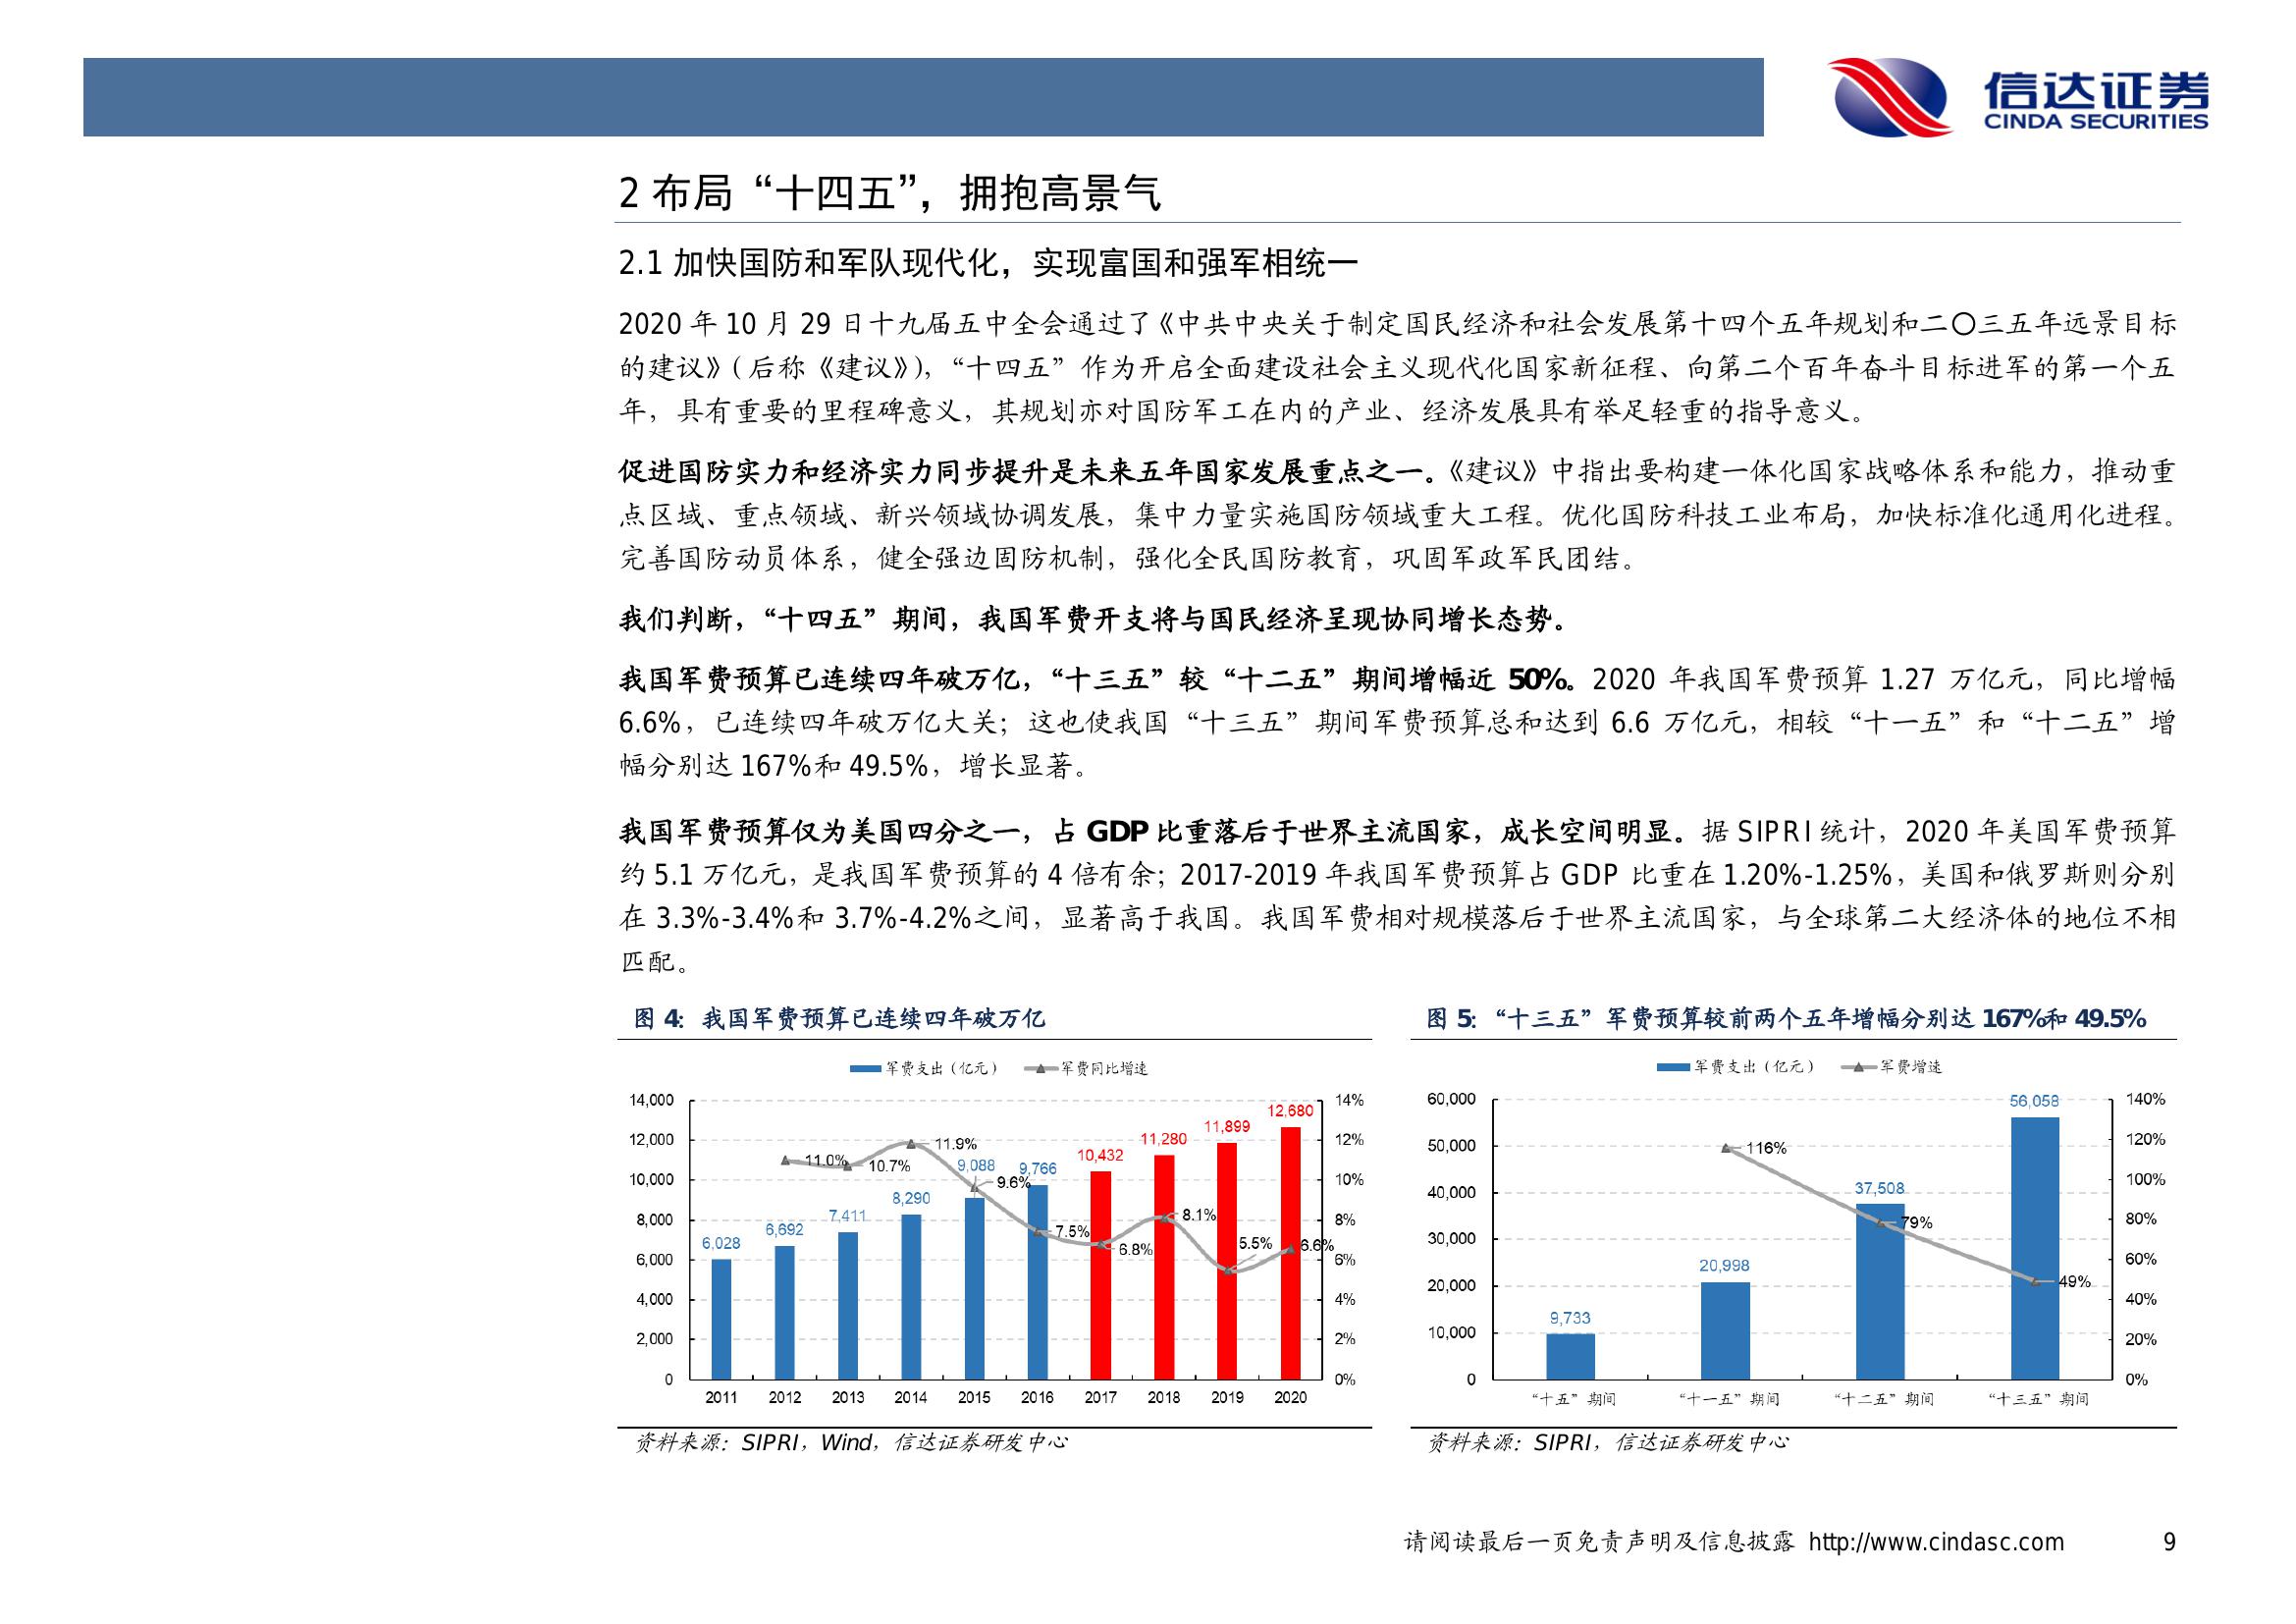 信达证券
CINDA SECURITIES
2 布局“十四五”，拥抱高景气
2.1 加快国防和军队现代化，实现富国和强军相统一
2020 年 10 月 29 日十九届五中全会通过了《中共中央关于制定国民经济和社会发展第十四个五年规划和二〇三五年远景目标
的建议》（后称《建议》），“十四五”作为开启全面建设社会主义现代化国家新征程、向第二个百年奋斗目标进军的第一个五
年，具有重要的里程碑意义，其规划亦对国防军工在内的产业、经济发展具有举足轻重的指导意义。
促进国防实力和经济实力同步提升是未来五年国家发展重点之一。《建议》中指出要构建一体化国家战略体系和能力，推动重
点区域、重点领域、新兴领域协调发展，集中力量实施国防领域重大工程。优化国防科技工业布局，加快标准化通用化进程。
完善国防动员体系，健全强边固防机制，强化全民国防教育，巩固军政军民团结。
我们判断，“十四五”期间，我国军费开支将与国民经济呈现协同增长态势。
我国军费预算已连续四年破万亿，“十三五”较“十二五”期间增幅近 50%。2020 年我国军费预算 1.27 万亿元，同比增幅
6.6%，已连续四年破万亿大关；这也使我国“十三五”期间军费预算总和达到 6.6 万亿元，相较“十一五”和“十二五”增
幅分别达 167%和 49.5%，增长显著。
我国军费预算仅为美国四分之一，占 GDP 比重落后于世界主流国家，成长空间明显。据 SIPRI 统计，2020 年美国军费预算
约 5.1 万亿元，是我国军费预算的 4 倍有余；2017-2019 年我国军费预算占 GDP 比重在 1.20%-1.25%，美国和俄罗斯则分别
在 3.3%-3.4%和 3.7%-4.2%之间，显著高于我国。我国军费相对规模落后于世界主流国家，与全球第二大经济体的地位不相
匹配。
图 4：我国军费预算已连续四年破万亿
军费支出（亿元） 军费同比增速
14,000
12,000
10,000
8,000
6,000
4,000
2,000
0
14%
12%
10%
8%
6%
4%
2%
0%
6,028 6,692 7,411 8,290 9,088 9,766 10,432 11,280 11,899 12,680
11.0% 10.7% 11.9% 9.6% 7.5% 6.8% 8.1% 5.5% 6.6%
2011 2012 2013 2014 2015 2016 2017 2018 2019 2020
资料来源：SIPRI，Wind，信达证券研发中心
图 5：“十三五”军费预算较前两个五年增幅分别达 167%和 49.5%
军费支出（亿元） 军费增速
60,000
50,000
40,000
30,000
20,000
10,000
0
140%
120%
100%
80%
60%
40%
20%
0%
9,733 20,998 37,508 56,058
116% 79% 49%
“十五”期间 “十一五”期间 “十二五”期间 “十三五”期间
资料来源：SIPRI，信达证券研发中心
请阅读最后一页免责声明及信息披露 http://www.cindasc.com 9